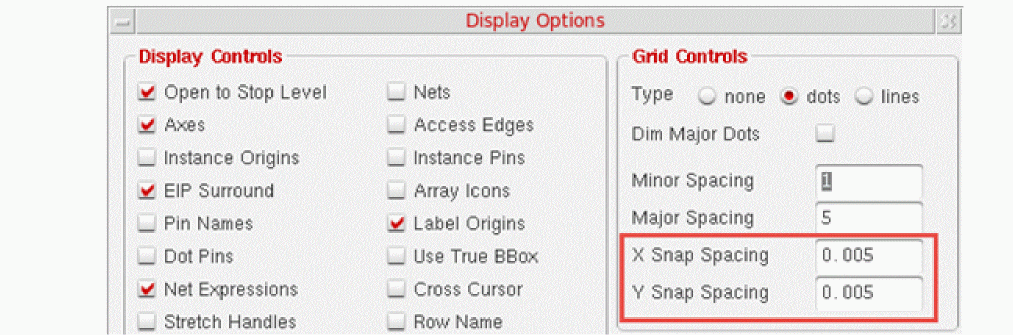 Display Options
Display Controls
Open to Stop Level
Nets
Axes
Access Edges
Instance Origins
Instance Pins
EIP Surround
Array Icons
Pin Names
Label Origins
Dot Pins
Use True BBox
Net Expressions
Cross Cursor
Stretch Handles
Row Name
Grid Controls
Type none dots lines
Dim Major Dots
Minor Spacing 1
Major Spacing 5
X Snap Spacing 0.005
Y Snap Spacing 0.005